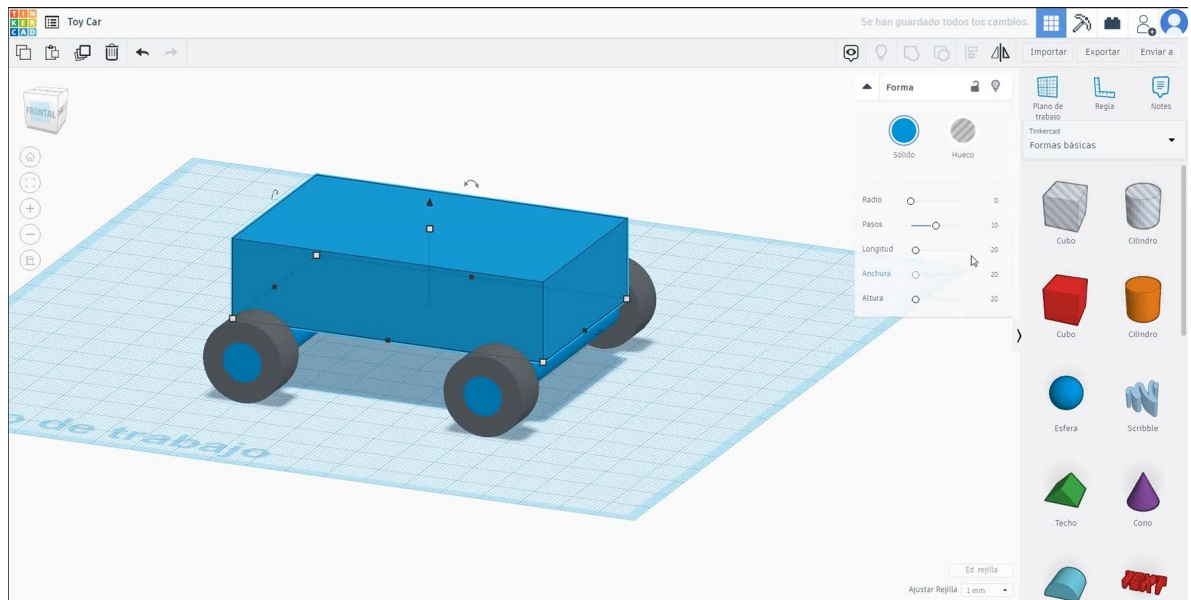 TIN
KER
CAD
Toy Car
Se han guardado todos los cambios.
Importar
Exportar
Enviar a
FRONTAL
Forma
Sólido
Hueco
Radio
0
Pasos
10
Longitud
20
Anchura
20
Altura
20
Plano de
trabajo
Regla
Notes
Tinkercad
Formas básicas
Cubo
Cilindro
Cubo
Cilindro
Esfera
Scribble
Techo
Cono
TEXT
o de trabajo
Ed. rejilla
Ajustar Rejilla
1 mm